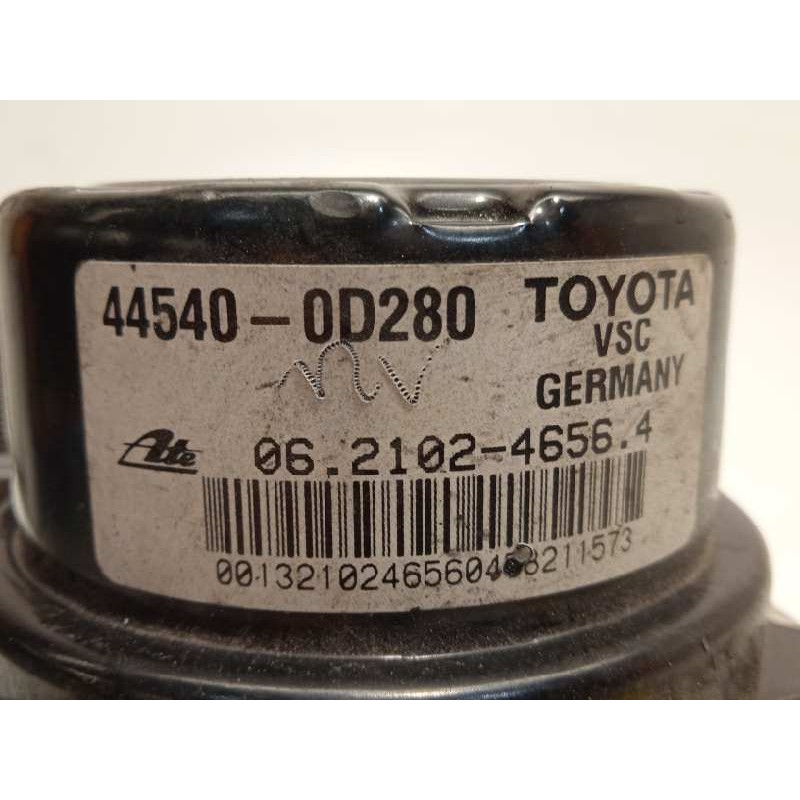 44540-0D280
TOYOTA
VSC
GERMANY
Ate
06.2102-4656.4